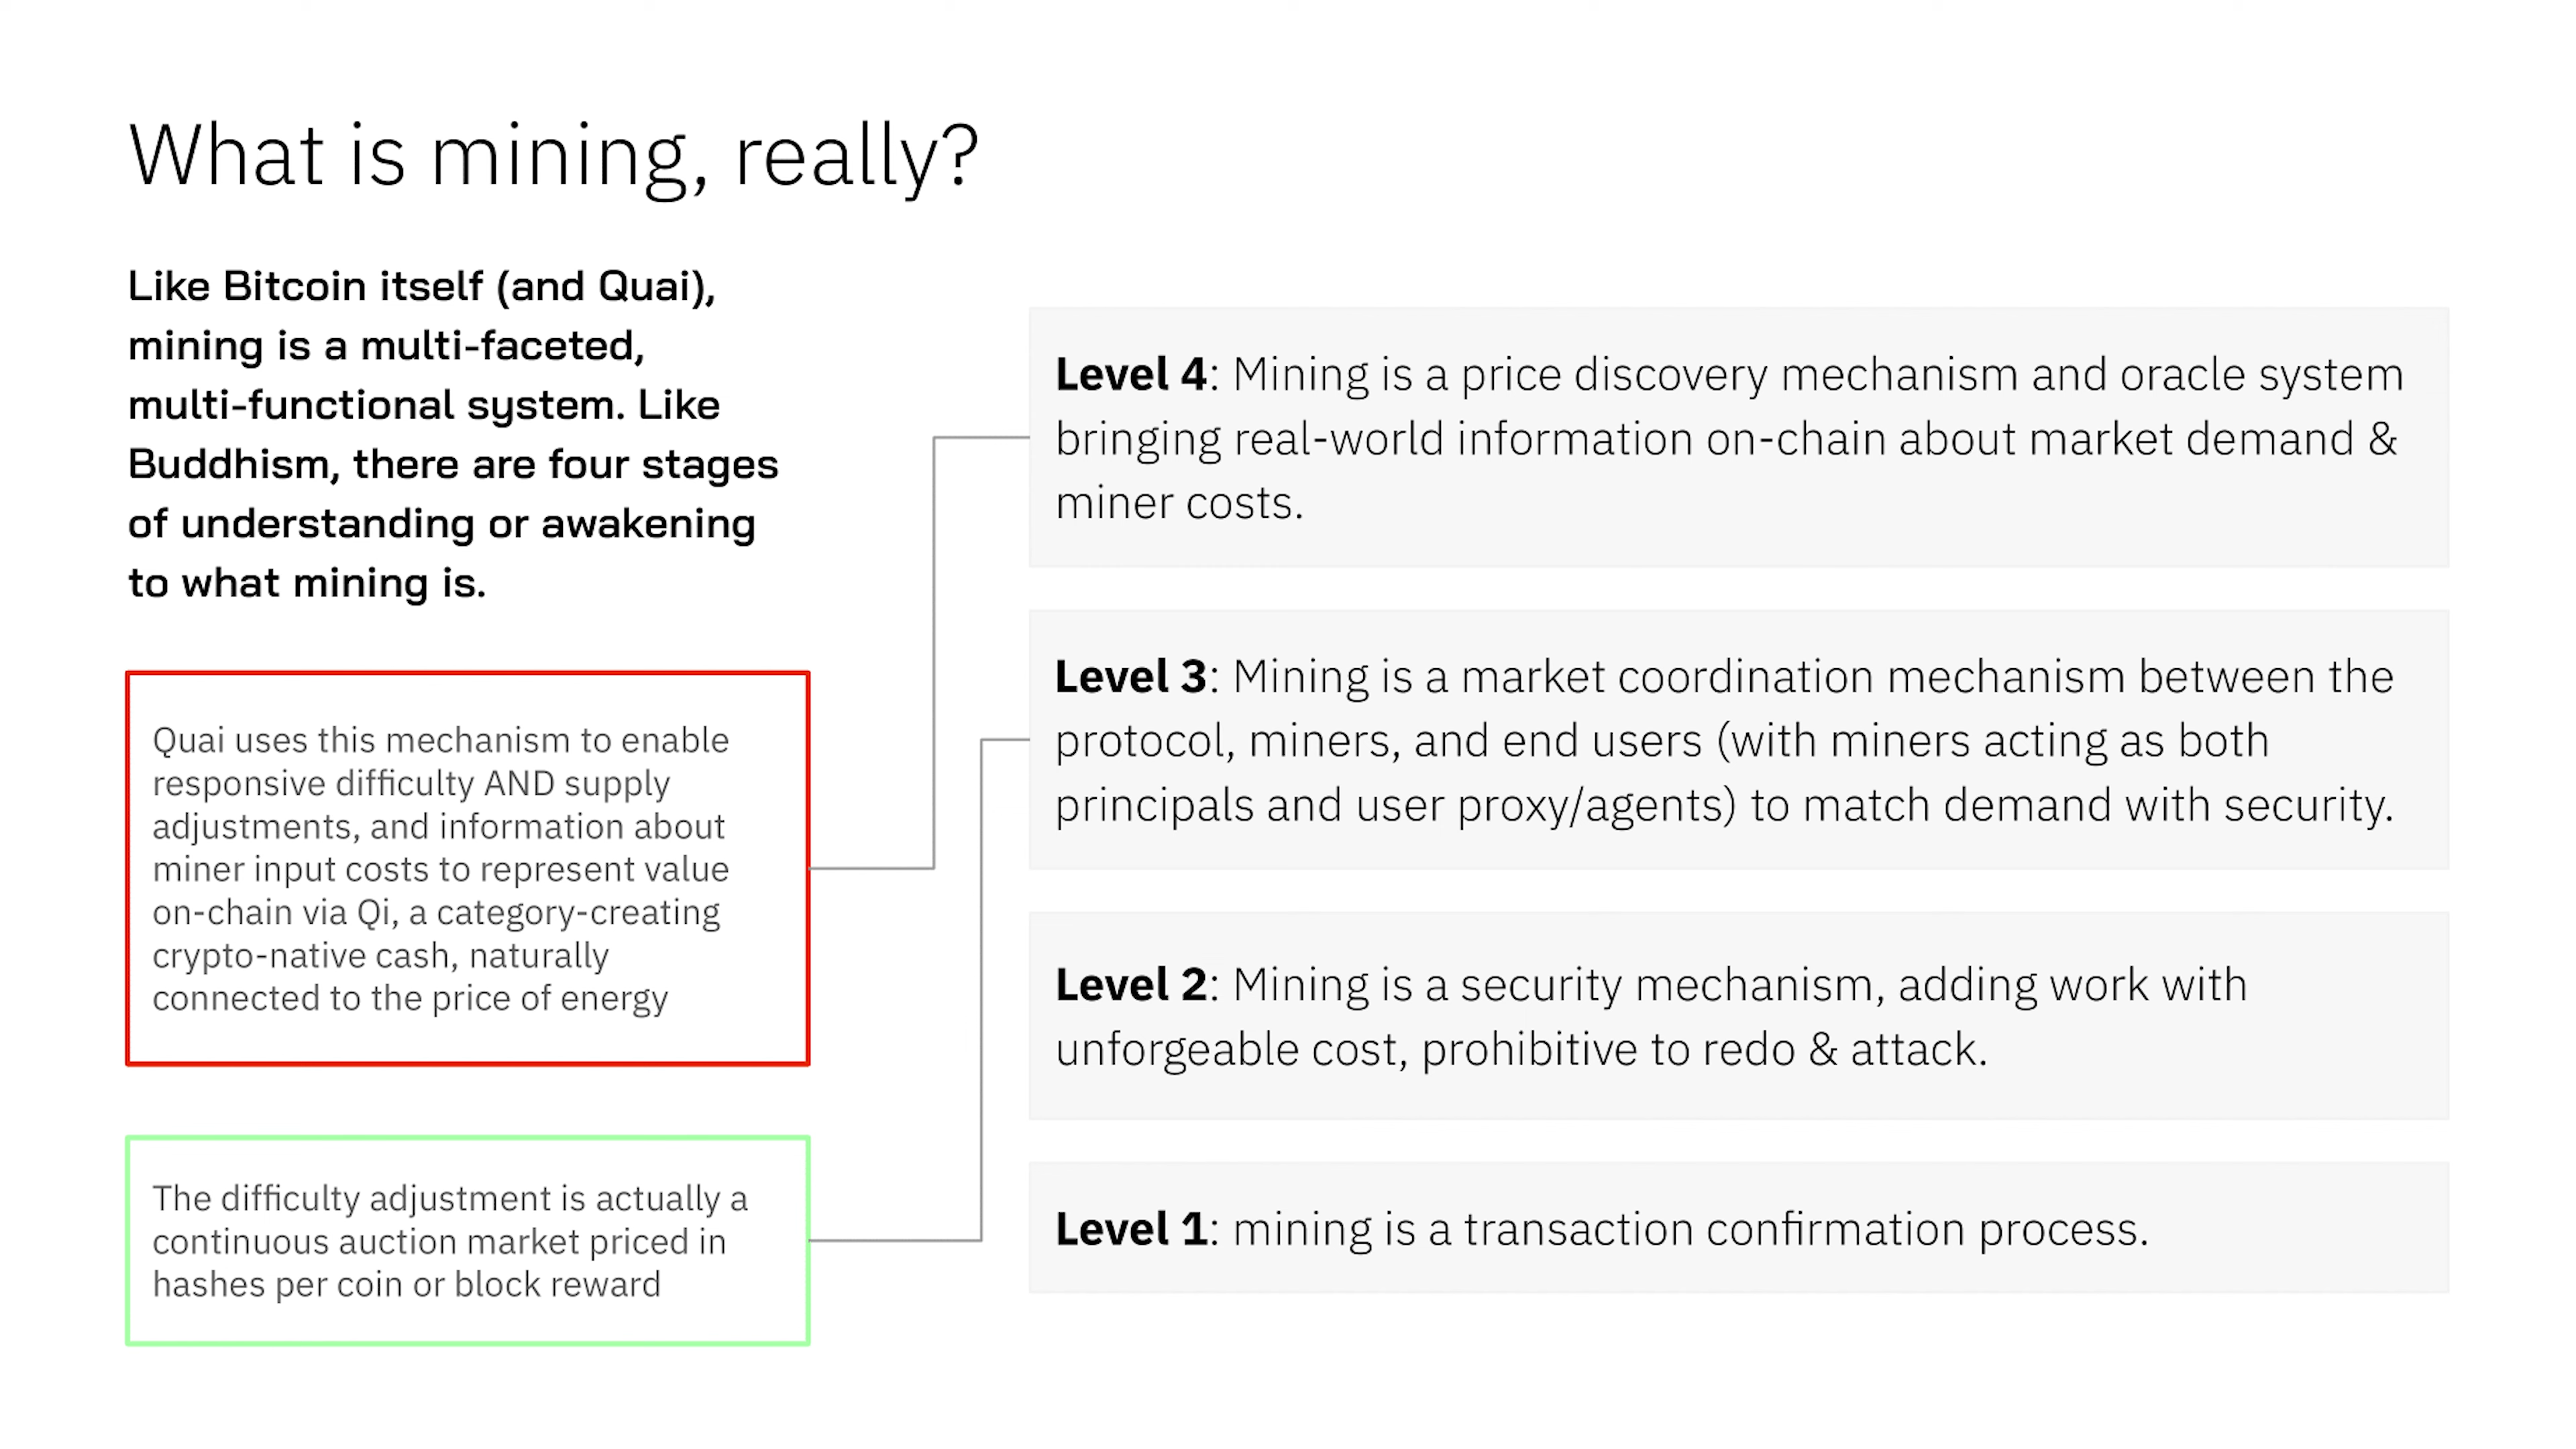 What is mining, really?
Like Bitcoin itself (and Quai),
mining is a multi-faceted,
multi-functional system. Like
Buddhism, there are four stages
of understanding or awakening
to what mining is.
Quai uses this mechanism to enable
responsive difficulty AND supply
adjustments, and information about
miner input costs to represent value
on-chain via Qi, a category-creating
crypto-native cash, naturally
connected to the price of energy
The difficulty adjustment is actually a
continuous auction market priced in
hashes per coin or block reward
Level 4: Mining is a price discovery mechanism and oracle system
bringing real-world information on-chain about market demand &
miner costs.
Level 3: Mining is a market coordination mechanism between the
protocol, miners, and end users (with miners acting as both
principals and user proxy/agents) to match demand with security.
Level 2: Mining is a security mechanism, adding work with
unforgeable cost, prohibitive to redo & attack.
Level 1: mining is a transaction confirmation process.